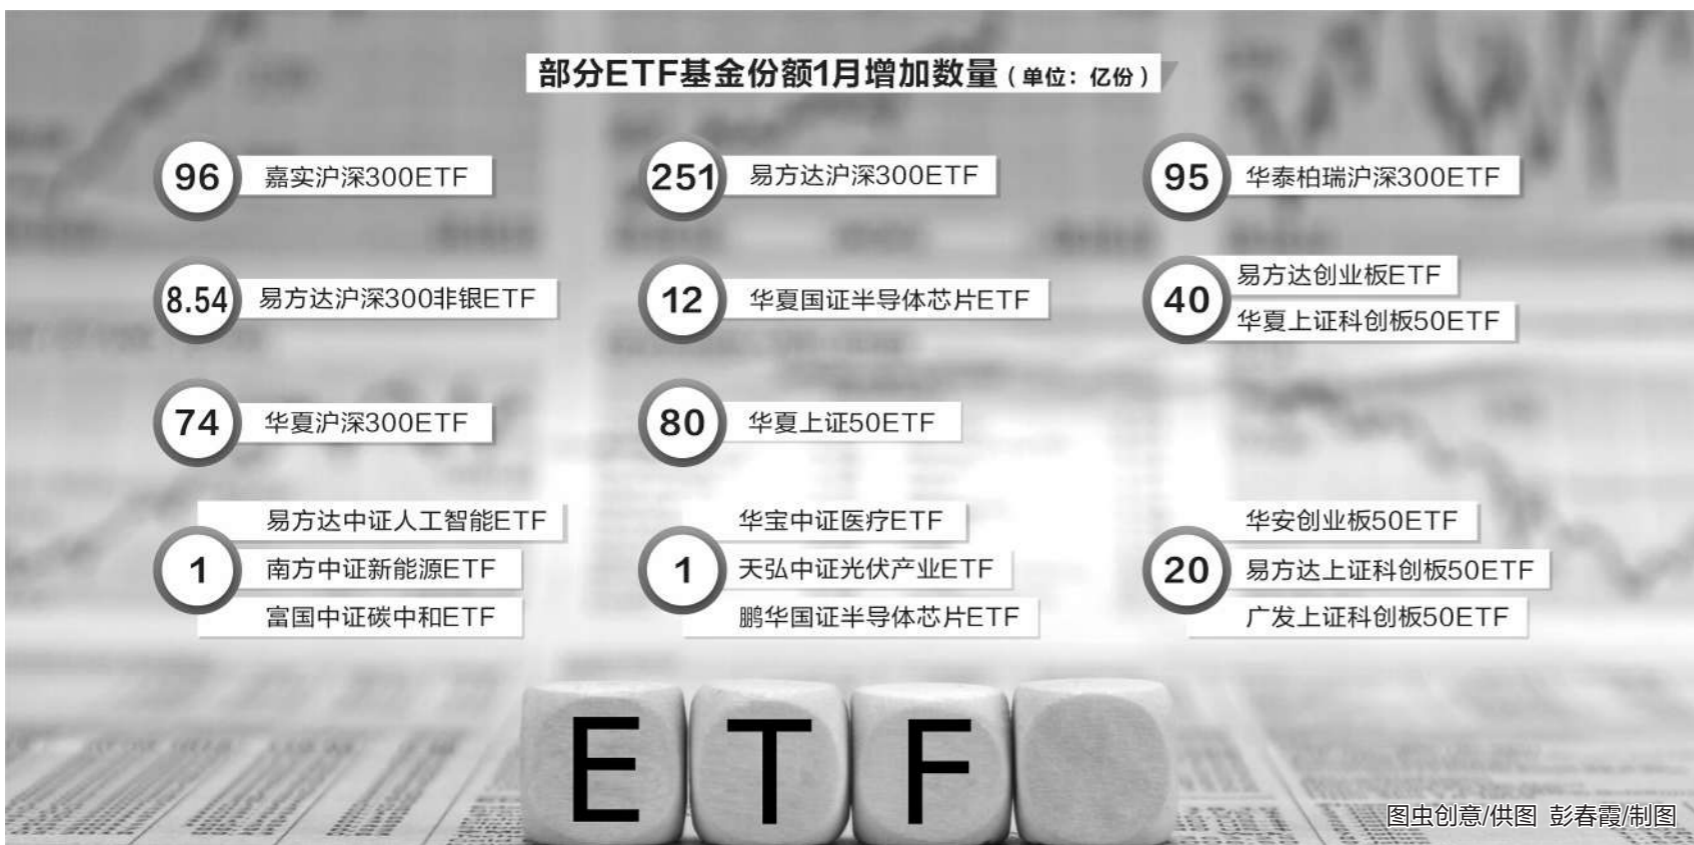 部分ETF基金份额1月增加数量（单位：亿份）
96 嘉实沪深300ETF
251 易方达沪深300ETF
95 华泰柏瑞沪深300ETF
8.54 易方达沪深300非银ETF
12 华夏国证半导体芯片ETF
40 易方达创业板ETF
华夏上证科创板50ETF
74 华夏沪深300ETF
80 华夏上证50ETF
易方达中证人工智能ETF
1 南方中证新能源ETF
富国中证碳中和ETF
华宝中证医疗ETF
1 天弘中证光伏产业ETF
鹏华国证半导体芯片ETF
华安创业板50ETF
20 易方达上证科创板50ETF
广发上证科创板50ETF
E T F
图虫创意/供图 彭春霞/制图